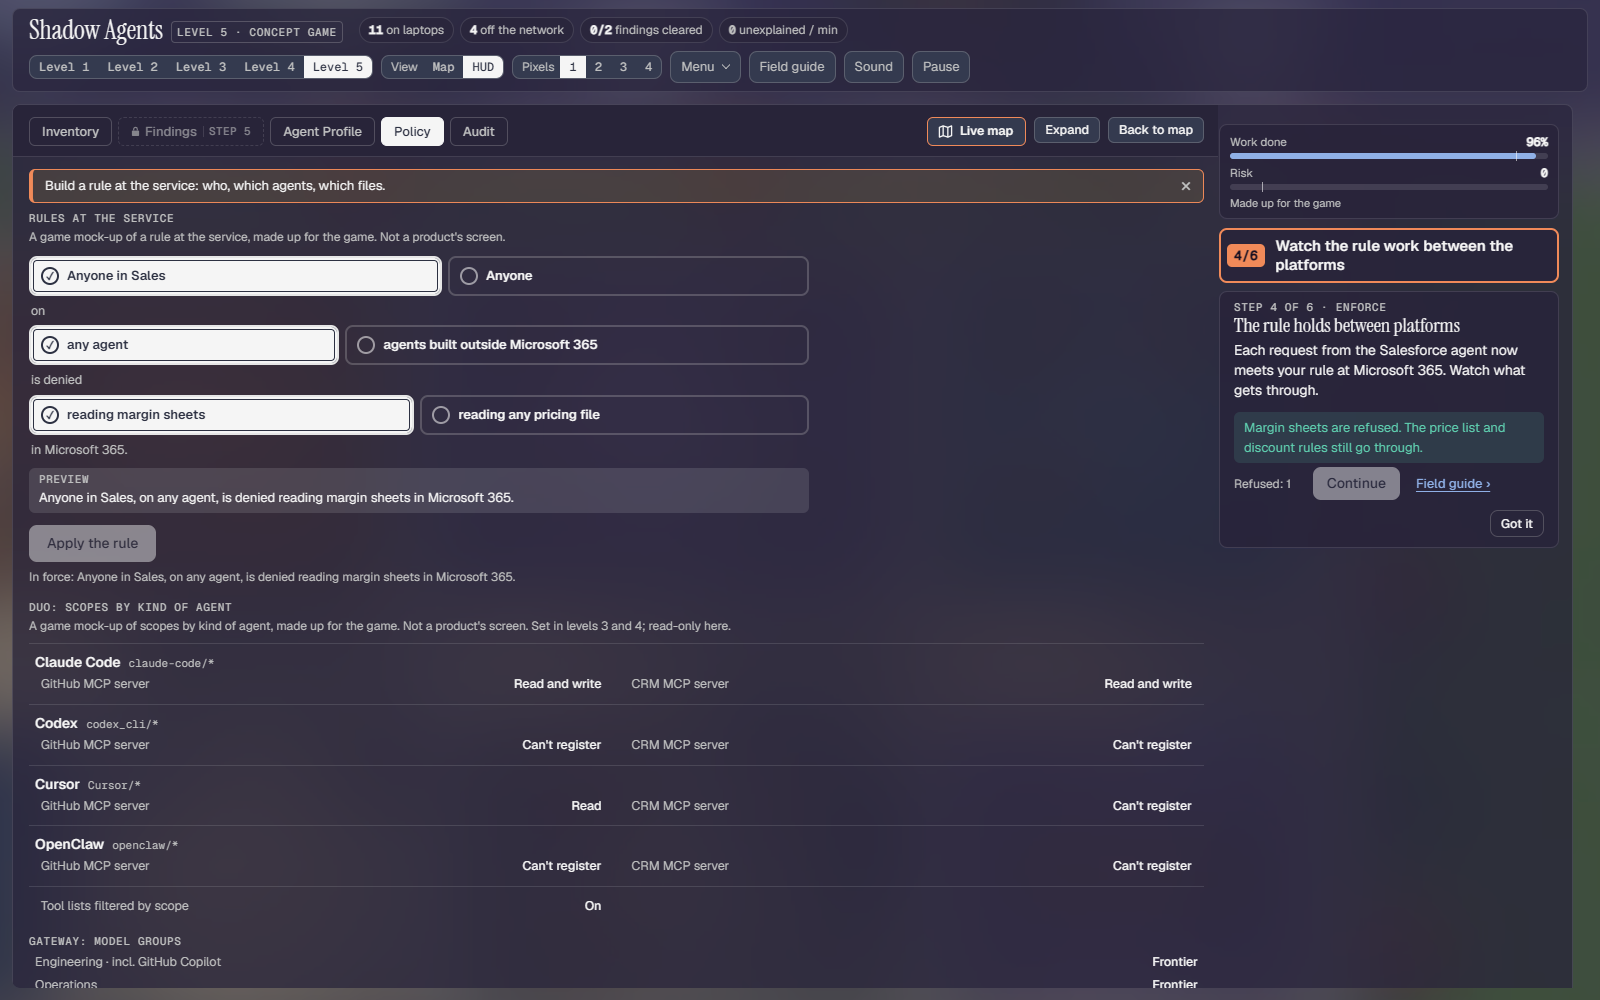 Shadow Agents LEVEL 5 · CONCEPT GAME 11 on laptops 4 off the network 0/2 findings cleared 0 unexplained / min
Level 1 Level 2 Level 3 Level 4 Level 5 View Map HUD Pixels 1 2 3 4 Menu Field guide Sound Pause
Inventory Findings STEP 5 Agent Profile Policy Audit Live map Expand Back to map
Build a rule at the service: who, which agents, which files.
RULES AT THE SERVICE
A game mock-up of a rule at the service, made up for the game. Not a product's screen.
Anyone in Sales Anyone
on
any agent agents built outside Microsoft 365
is denied
reading margin sheets reading any pricing file
in Microsoft 365.
PREVIEW
Anyone in Sales, on any agent, is denied reading margin sheets in Microsoft 365.
Apply the rule
In force: Anyone in Sales, on any agent, is denied reading margin sheets in Microsoft 365.
DUO: SCOPES BY KIND OF AGENT
A game mock-up of scopes by kind of agent, made up for the game. Not a product's screen. Set in levels 3 and 4; read-only here.
Claude Code claude-code/*
GitHub MCP server Read and write CRM MCP server Read and write
Codex codex_cli/*
GitHub MCP server Can't register CRM MCP server Can't register
Cursor Cursor/*
GitHub MCP server Read CRM MCP server Can't register
OpenClaw openclaw/*
GitHub MCP server Can't register CRM MCP server Can't register
Tool lists filtered by scope On
GATEWAY: MODEL GROUPS
Engineering · incl. GitHub Copilot Frontier
Operations Frontier
Work done 96%
Risk 0
Made up for the game
4/6 Watch the rule work between the
platforms
STEP 4 OF 6 · ENFORCE
The rule holds between platforms
Each request from the Salesforce agent now
meets your rule at Microsoft 365. Watch what
gets through.
Margin sheets are refused. The price list and
discount rules still go through.
Refused: 1 Continue Field guide ›
Got it